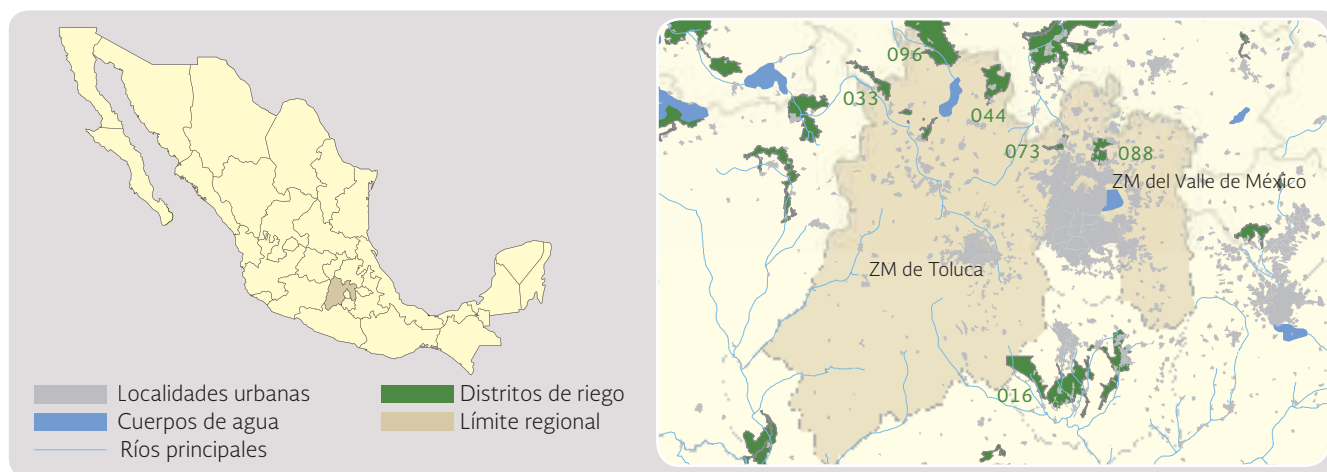 096
033
044
073
088
ZM del Valle de México
ZM de Toluca
016
Localidades urbanas
Distritos de riego
Cuerpos de agua
Límite regional
Ríos principales